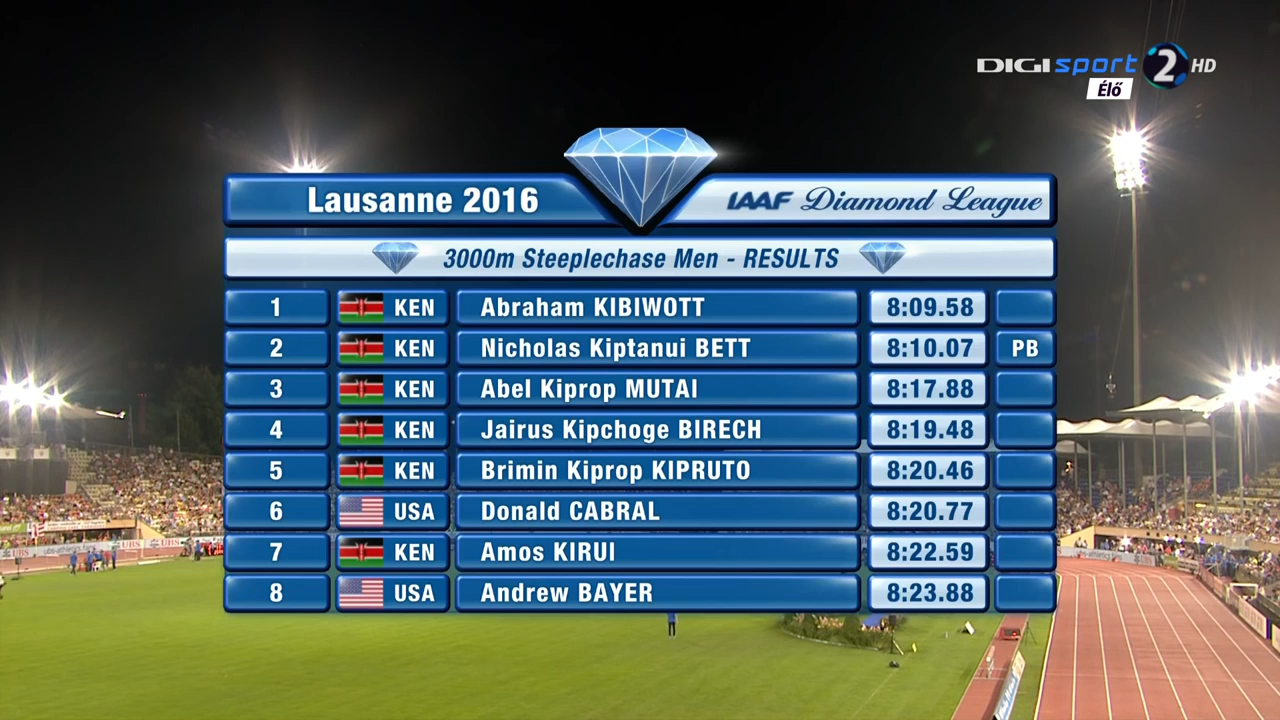 DIGI sport 2 HD
Élő
Lausanne 2016
IAAF Diamond League
3000m Steeplechase Men - RESULTS
1 KEN Abraham KIBIWOTT 8:09.58
2 KEN Nicholas Kiptanui BETT 8:10.07 PB
3 KEN Abel Kiprop MUTAI 8:17.88
4 KEN Jairus Kipchoge BIRECH 8:19.48
5 KEN Brimin Kiprop KIPRUTO 8:20.46
6 USA Donald CABRAL 8:20.77
7 KEN Amos KIRUI 8:22.59
8 USA Andrew BAYER 8:23.88
UBS
UBS